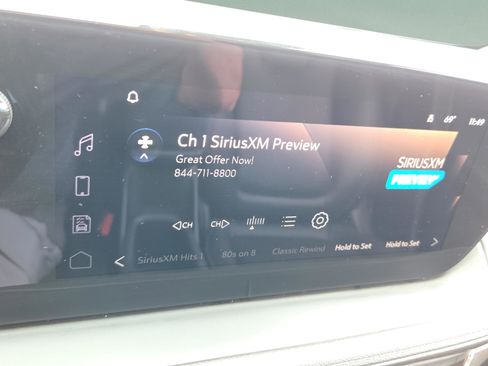 69° 11:49
Ch 1 SiriusXM Preview
Great Offer Now!
844-711-8800
SIRIUSXM
◁CH CH▷
SiriusXM Hits 1 80s on 8 Classic Rewind Hold to Set Hold to Set